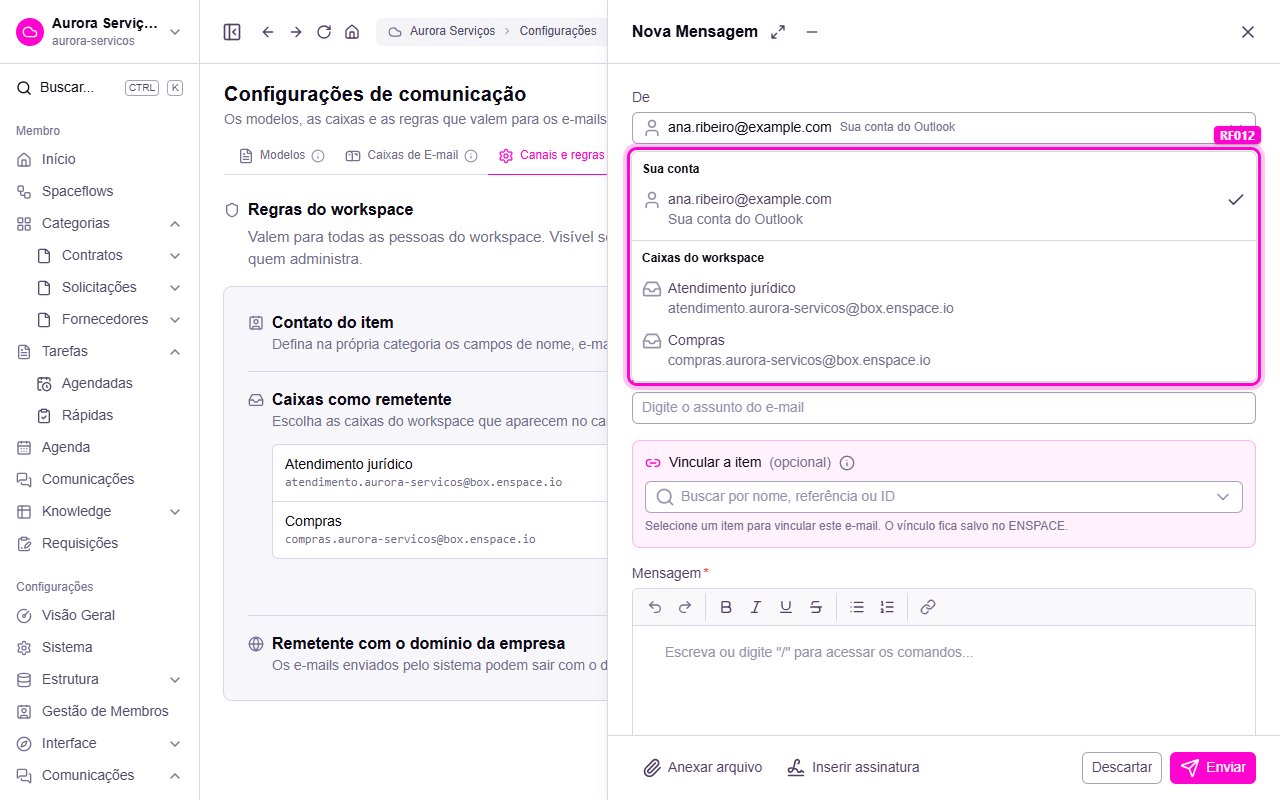 Aurora Serviç...
aurora-servicos
Buscar... CTRL K
Membro
Início
Spaceflows
Categorias
Contratos
Solicitações
Fornecedores
Tarefas
Agendadas
Rápidas
Agenda
Comunicações
Knowledge
Requisições
Configurações
Visão Geral
Sistema
Estrutura
Gestão de Membros
Interface
Comunicações
Aurora Serviços > Configurações
Configurações de comunicação
Os modelos, as caixas e as regras que valem para os e-mails
Modelos Caixas de E-mail Canais e regras
Regras do workspace
Valem para todas as pessoas do workspace. Visível
quem administra.
Contato do item
Defina na própria categoria os campos de nome,
Caixas como remetente
Escolha as caixas do workspace que aparecem no
Atendimento jurídico
atendimento.aurora-servicos@box.enspace.io
Compras
compras.aurora-servicos@box.enspace.io
Remetente com o domínio da empresa
Os e-mails enviados pelo sistema podem sair com o
Nova Mensagem
De
ana.ribeiro@example.com Sua conta do Outlook
RF012
Sua conta
ana.ribeiro@example.com
Sua conta do Outlook
Caixas do workspace
Atendimento jurídico
atendimento.aurora-servicos@box.enspace.io
Compras
compras.aurora-servicos@box.enspace.io
Digite o assunto do e-mail
Vincular a item (opcional)
Buscar por nome, referência ou ID
Selecione um item para vincular este e-mail. O vínculo fica salvo no ENSPACE.
Mensagem*
B I U S
Escreva ou digite "/" para acessar os comandos...
Anexar arquivo Inserir assinatura Descartar Enviar